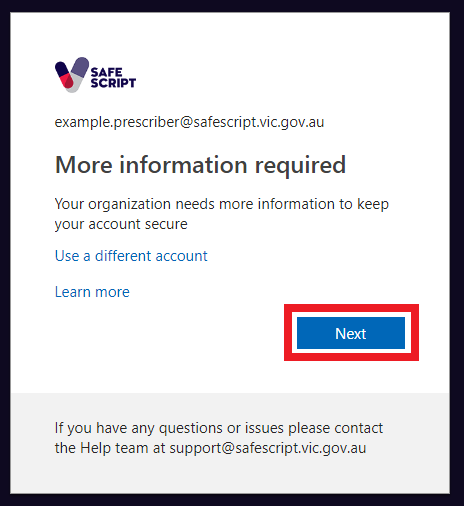 SAFE
SCRIPT
example.prescriber@safescript.vic.gov.au
More information required
Your organization needs more information to keep
your account secure
Use a different account
Learn more
Next
If you have any questions or issues please contact
the Help team at support@safescript.vic.gov.au